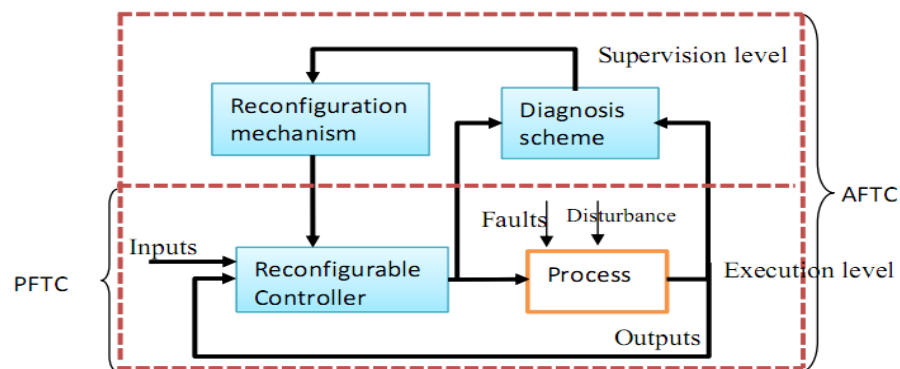 Supervision level
Reconfiguration
mechanism
Diagnosis
scheme
AFTC
Faults
Disturbance
Inputs
PFTC
Reconfigurable
Controller
Process
Execution level
Outputs